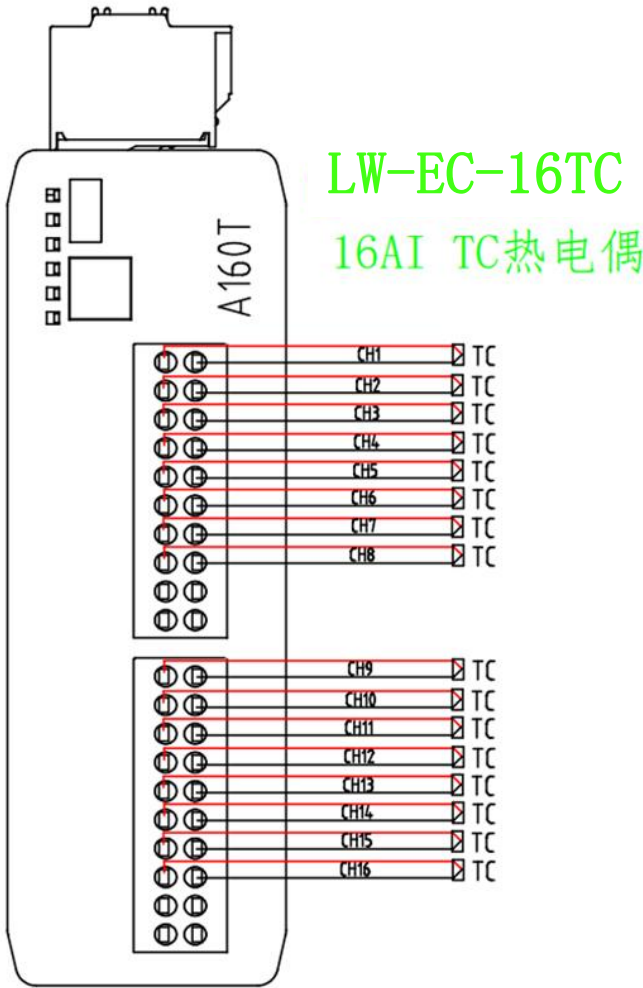 LW-EC-16TC
16AI TC热电偶
A160T
CH1 TC
CH2 TC
CH3 TC
CH4 TC
CH5 TC
CH6 TC
CH7 TC
CH8 TC
CH9 TC
CH10 TC
CH11 TC
CH12 TC
CH13 TC
CH14 TC
CH15 TC
CH16 TC